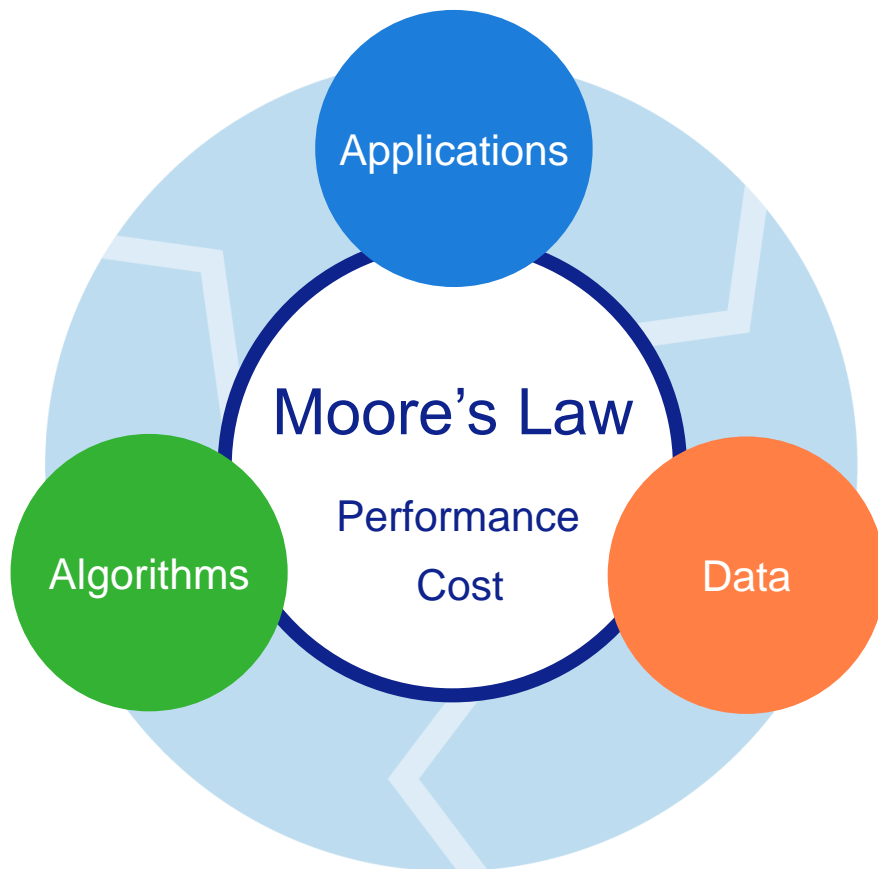 Applications
Moore’s Law
Performance
Cost
Algorithms
Data